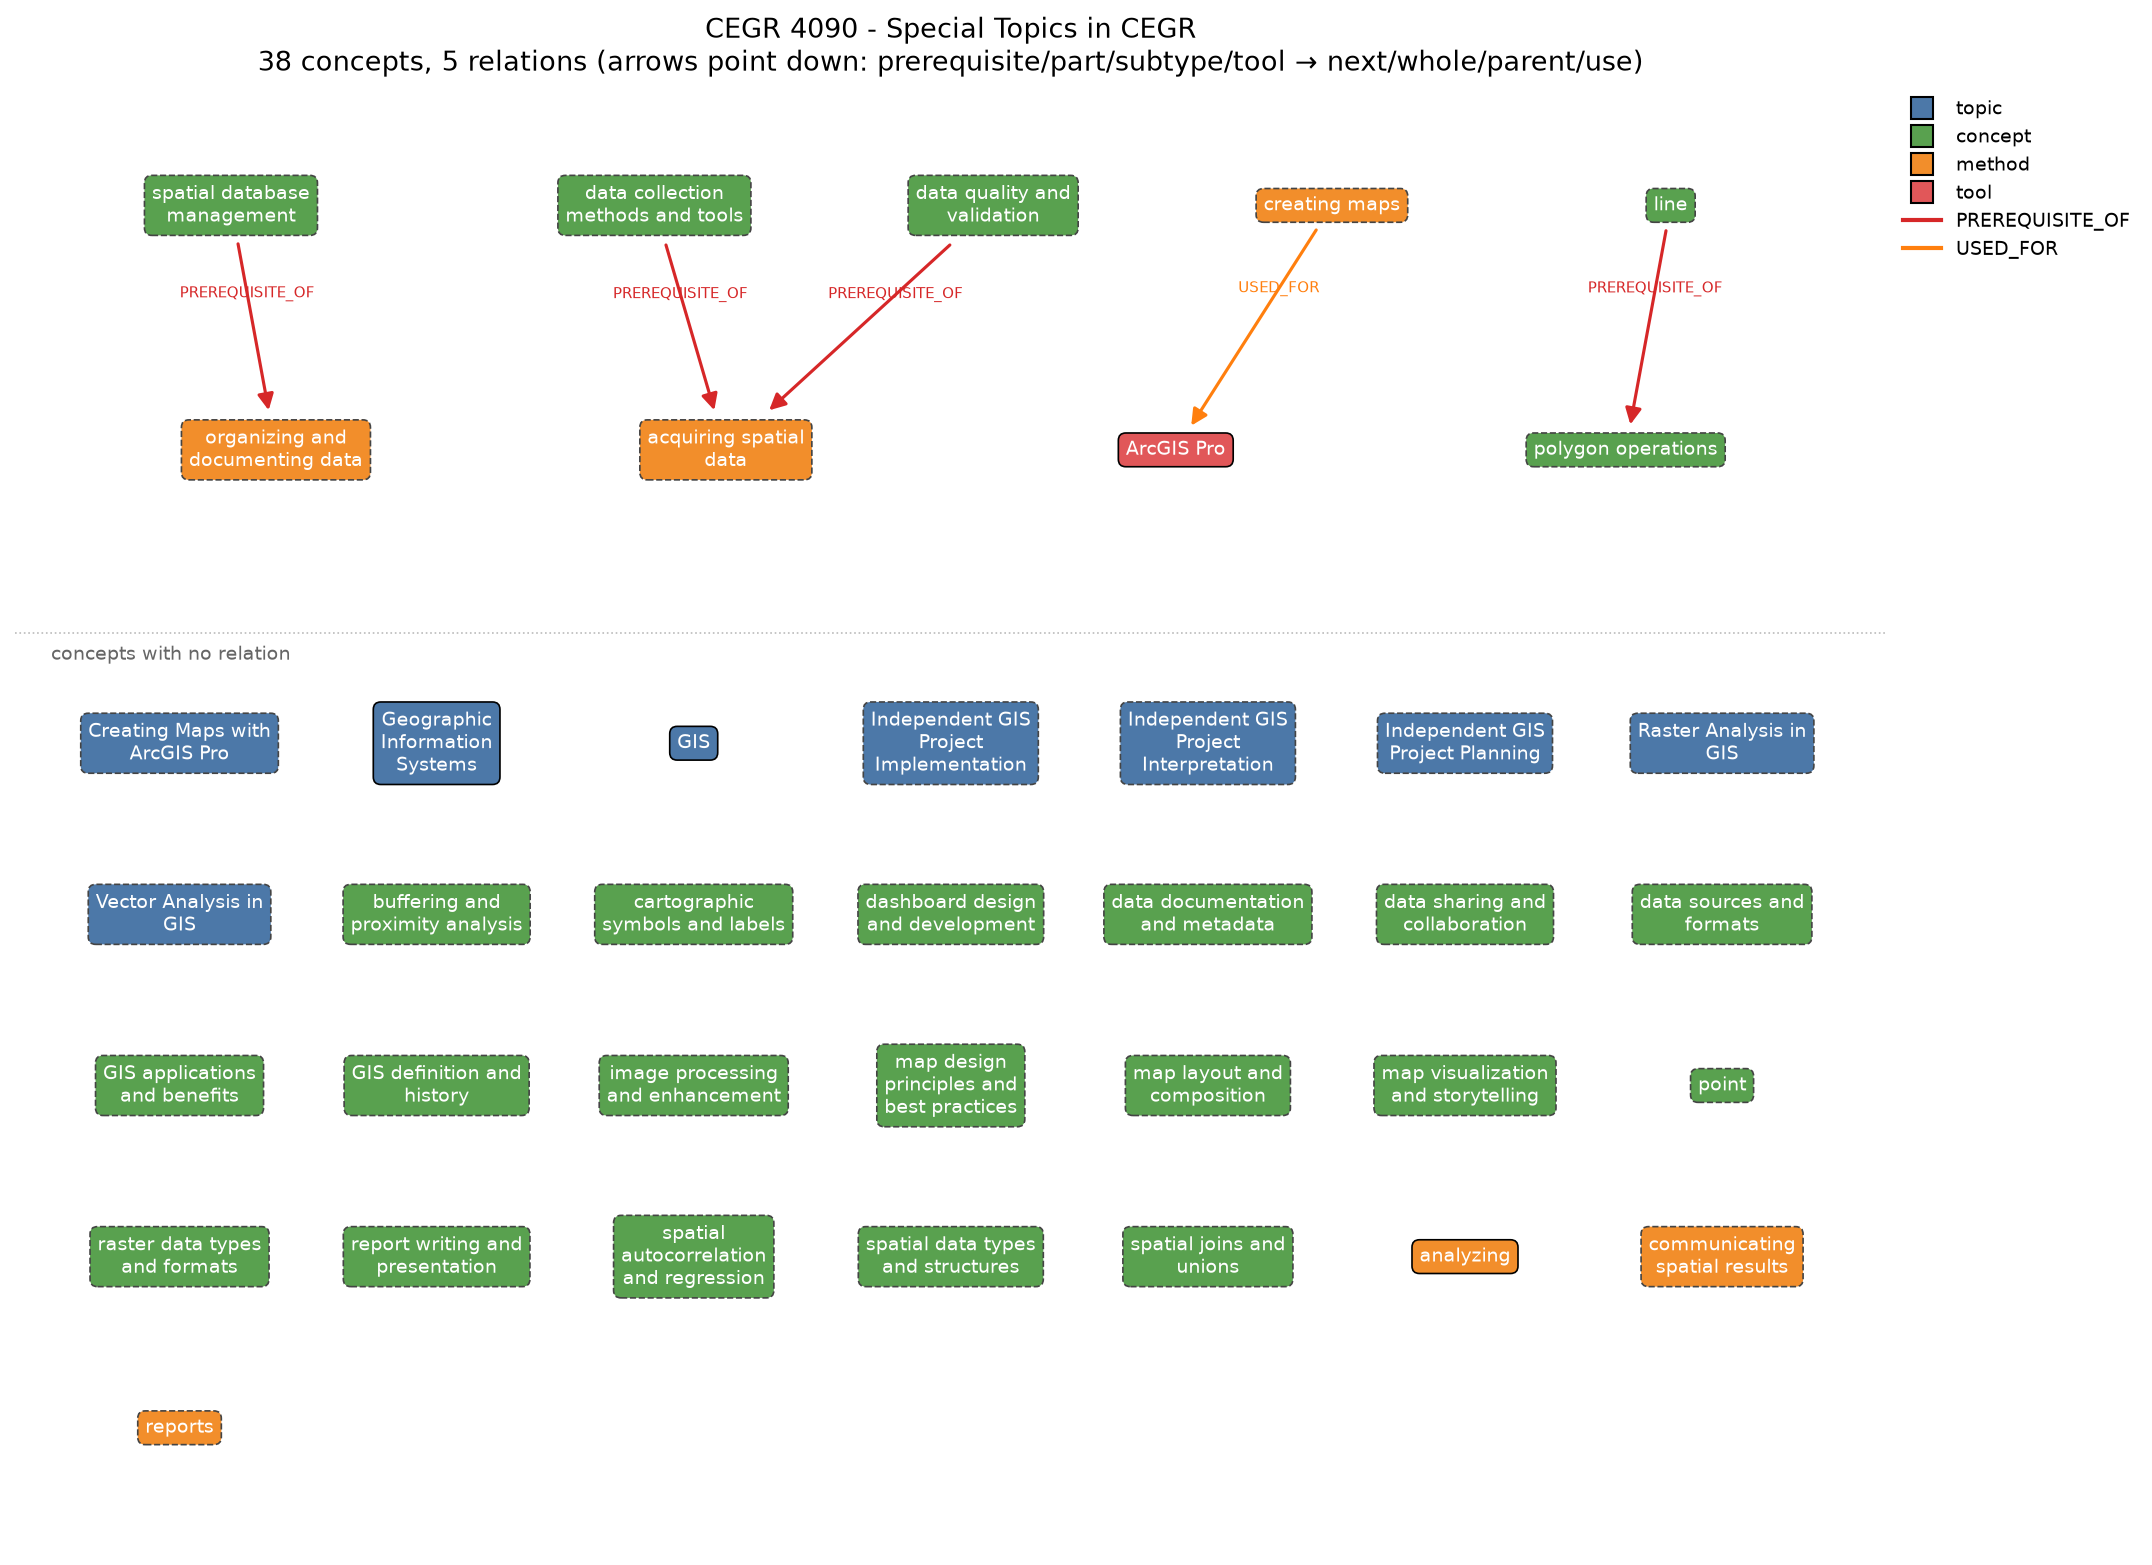 CEGR 4090 - Special Topics in CEGR
38 concepts, 5 relations (arrows point down: prerequisite/part/subtype/tool → next/whole/parent/use)
topic
concept
method
tool
PREREQUISITE_OF
USED_FOR
spatial database
management
data collection
methods and tools
data quality and
validation
creating maps
line
PREREQUISITE_OF
PREREQUISITE_OF
PREREQUISITE_OF
USED_FOR
PREREQUISITE_OF
organizing and
documenting data
acquiring spatial
data
ArcGIS Pro
polygon operations
concepts with no relation
Creating Maps with
ArcGIS Pro
Geographic
Information
Systems
GIS
Independent GIS
Project
Implementation
Independent GIS
Project
Interpretation
Independent GIS
Project Planning
Raster Analysis in
GIS
Vector Analysis in
GIS
buffering and
proximity analysis
cartographic
symbols and labels
dashboard design
and development
data documentation
and metadata
data sharing and
collaboration
data sources and
formats
GIS applications
and benefits
GIS definition and
history
image processing
and enhancement
map design
principles and
best practices
map layout and
composition
map visualization
and storytelling
point
raster data types
and formats
report writing and
presentation
spatial
autocorrelation
and regression
spatial data types
and structures
spatial joins and
unions
analyzing
communicating
spatial results
reports